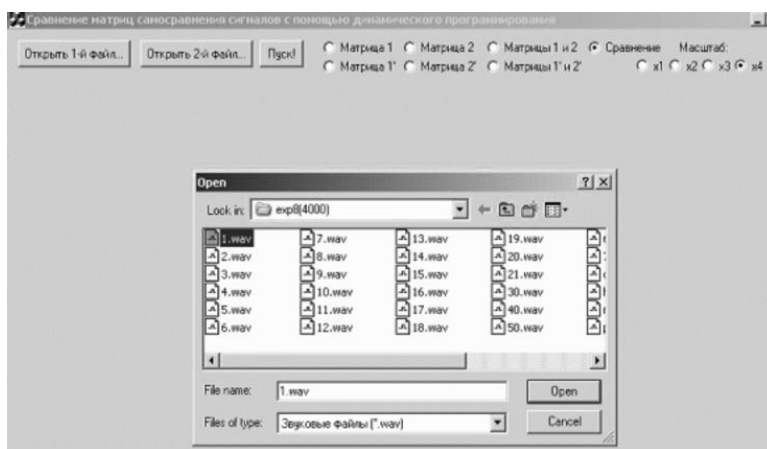 Сравнение матриц самосравнения сигналов с помощью динамического программирования
Открыть 1-й файл... Открыть 2-й файл... Пуск! Матрица 1 Матрица 2 Матрицы 1 и 2 Сравнение Масштаб:
Матрица 1' Матрица 2' Матрицы 1' и 2' x1 x2 x3 x4
Open
Look in: exp8(4000)
1.wav 7.wav 13.wav 19.wav
2.wav 8.wav 14.wav 20.wav
3.wav 9.wav 15.wav 21.wav
4.wav 10.wav 16.wav 30.wav
5.wav 11.wav 17.wav 40.wav
6.wav 12.wav 18.wav 50.wav
File name: 1.wav Open
Files of type: Звуковые файлы (*.wav) Cancel